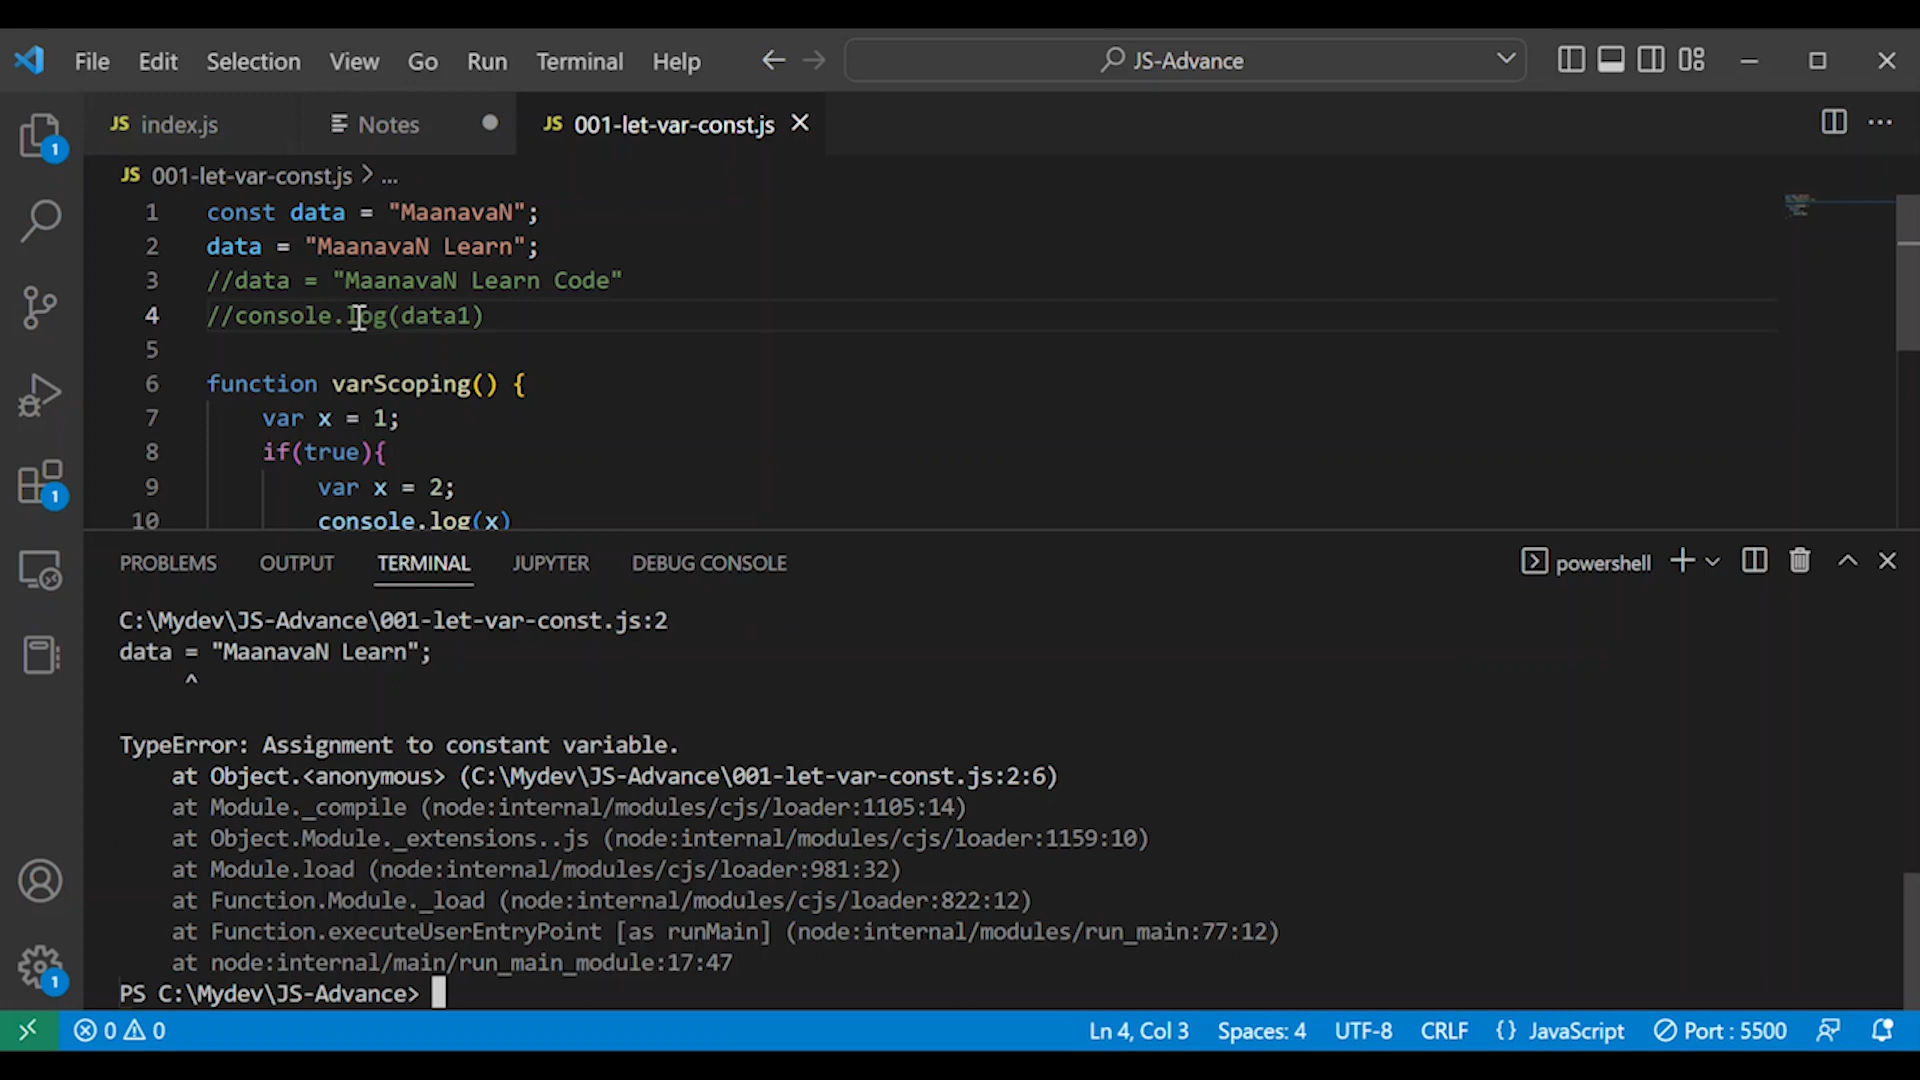 File Edit Selection View Go Run Terminal Help JS-Advance
JS index.js Notes JS 001-let-var-const.js
JS 001-let-var-const.js > ...
1 const data = "MaanavaN";
2 data = "MaanavaN Learn";
3 //data = "MaanavaN Learn Code"
4 //console.log(data1)
5
6 function varScoping() {
7 var x = 1;
8 if(true){
9 var x = 2;
10 console.log(x)
PROBLEMS OUTPUT TERMINAL JUPYTER DEBUG CONSOLE powershell
C:\Mydev\JS-Advance\001-let-var-const.js:2
data = "MaanavaN Learn";
^
TypeError: Assignment to constant variable.
at Object.<anonymous> (C:\Mydev\JS-Advance\001-let-var-const.js:2:6)
at Module._compile (node:internal/modules/cjs/loader:1105:14)
at Object.Module._extensions..js (node:internal/modules/cjs/loader:1159:10)
at Module.load (node:internal/modules/cjs/loader:981:32)
at Function.Module._load (node:internal/modules/cjs/loader:822:12)
at Function.executeUserEntryPoint [as runMain] (node:internal/modules/run_main:77:12)
at node:internal/main/run_main_module:17:47
PS C:\Mydev\JS-Advance>
0 0 Ln 4, Col 3 Spaces: 4 UTF-8 CRLF {} JavaScript Port : 5500
1
1
1